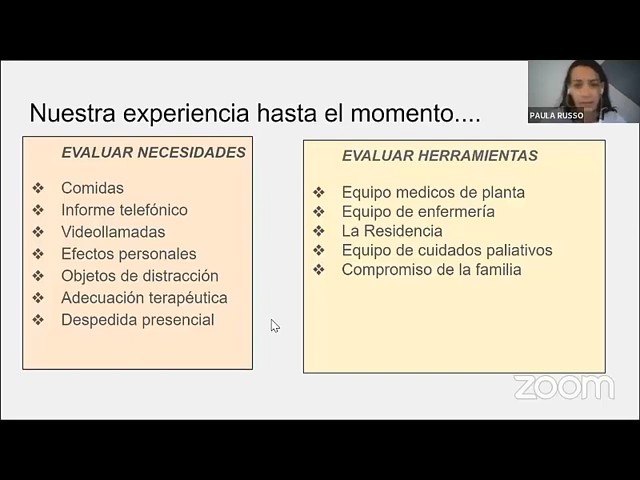 PAULA RUSSO
Nuestra experiencia hasta el momento....
EVALUAR NECESIDADES
❖ Comidas
❖ Informe telefónico
❖ Videollamadas
❖ Efectos personales
❖ Objetos de distracción
❖ Adecuación terapéutica
❖ Despedida presencial
EVALUAR HERRAMIENTAS
❖ Equipo medicos de planta
❖ Equipo de enfermería
❖ La Residencia
❖ Equipo de cuidados paliativos
❖ Compromiso de la familia
zoom